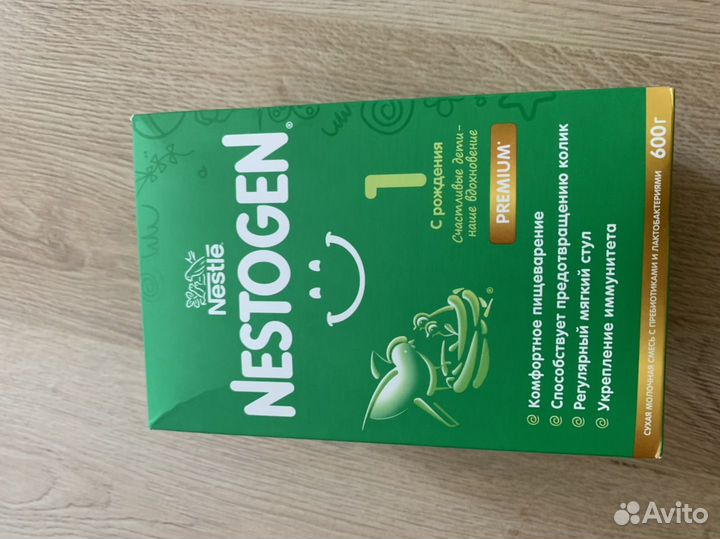 Nestlé
NESTOGEN®
1
С рождения
Счастливые дети –
наше вдохновение
PREMIUM*
®
Комфортное пищеварение
Способствует предотвращению колик
Регулярный мягкий стул
Укрепление иммунитета
СУХАЯ МОЛОЧНАЯ СМЕСЬ С ПРЕБИОТИКАМИ И ЛАКТОБАКТЕРИЯМИ 600г
Avito